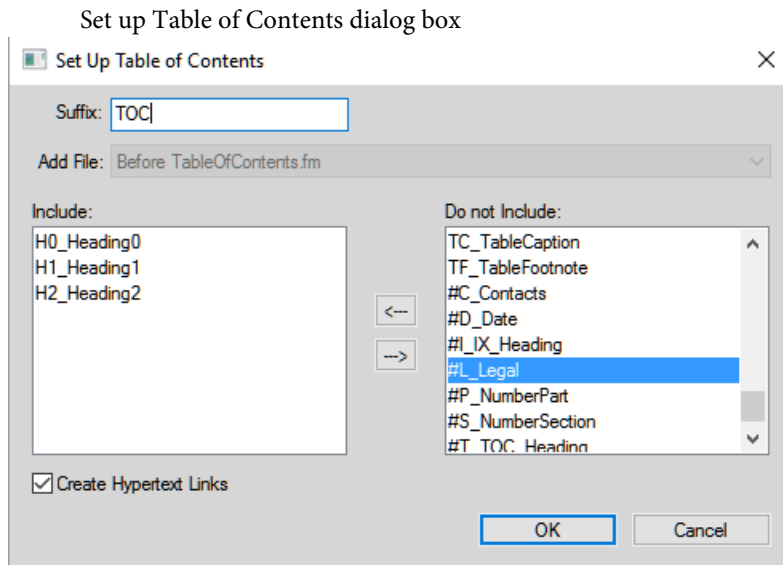 Set up Table of Contents dialog box
Set Up Table of Contents
Suffix: TOC
Add File: Before TableOfContents.fm
Include:
H0_Heading0
H1_Heading1
H2_Heading2
<--
-->
Do not Include:
TC_TableCaption
TF_TableFootnote
#C_Contacts
#D_Date
#I_IX_Heading
#L_Legal
#P_NumberPart
#S_NumberSection
#T_TOC_Heading
Create Hypertext Links
OK
Cancel